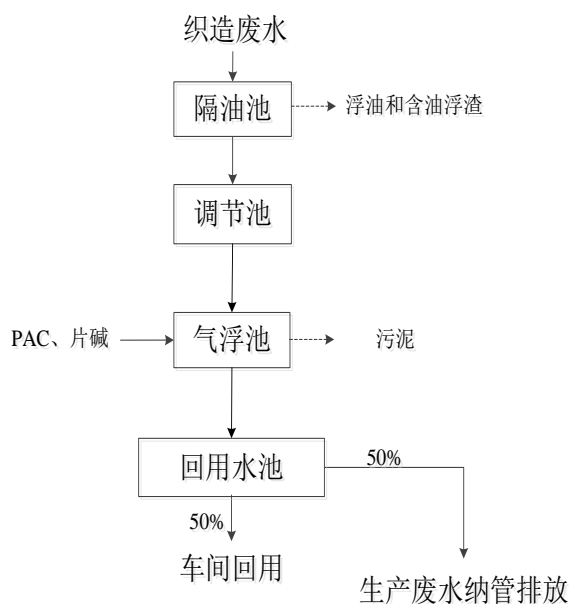 织造废水
隔油池
浮油和含油浮渣
调节池
PAC、片碱
气浮池
污泥
回用水池
50%
50%
车间回用
生产废水纳管排放